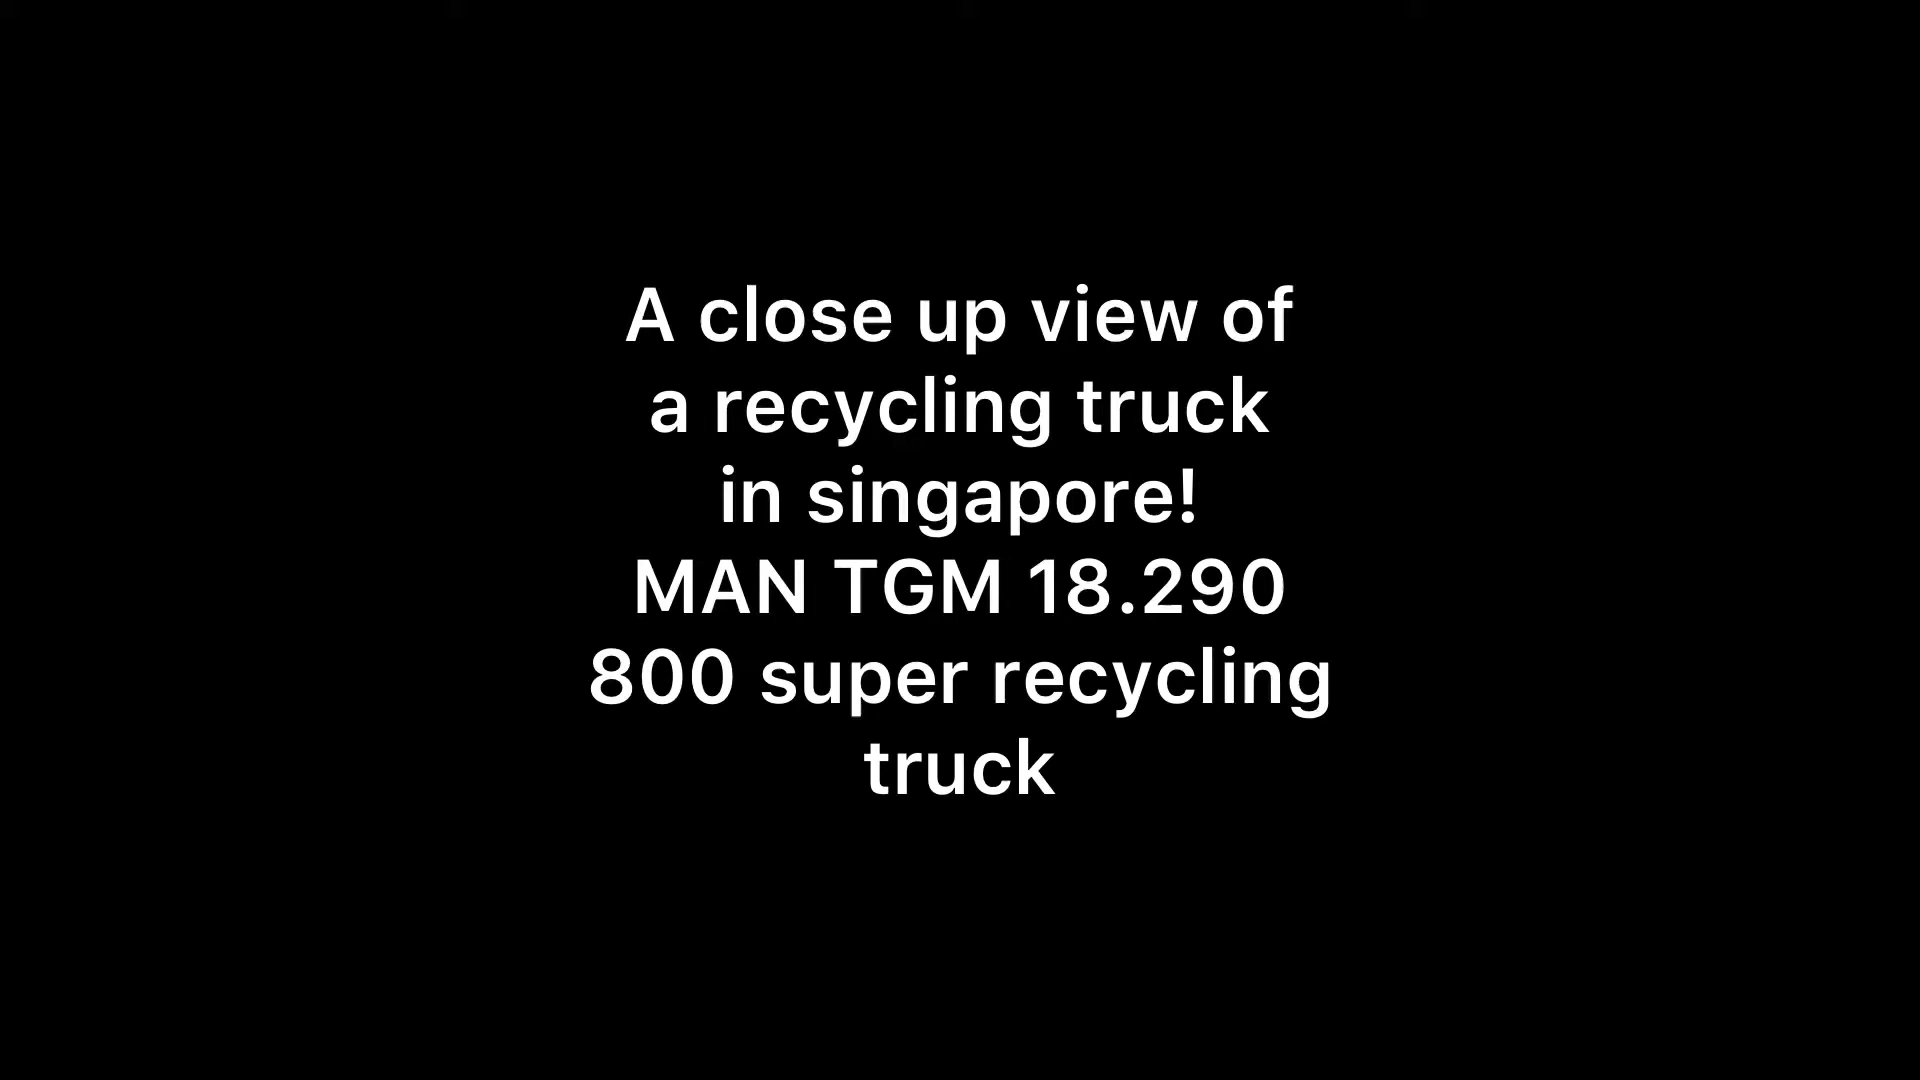 A close up view of
a recycling truck
in singapore!
MAN TGM 18.290
800 super recycling
truck